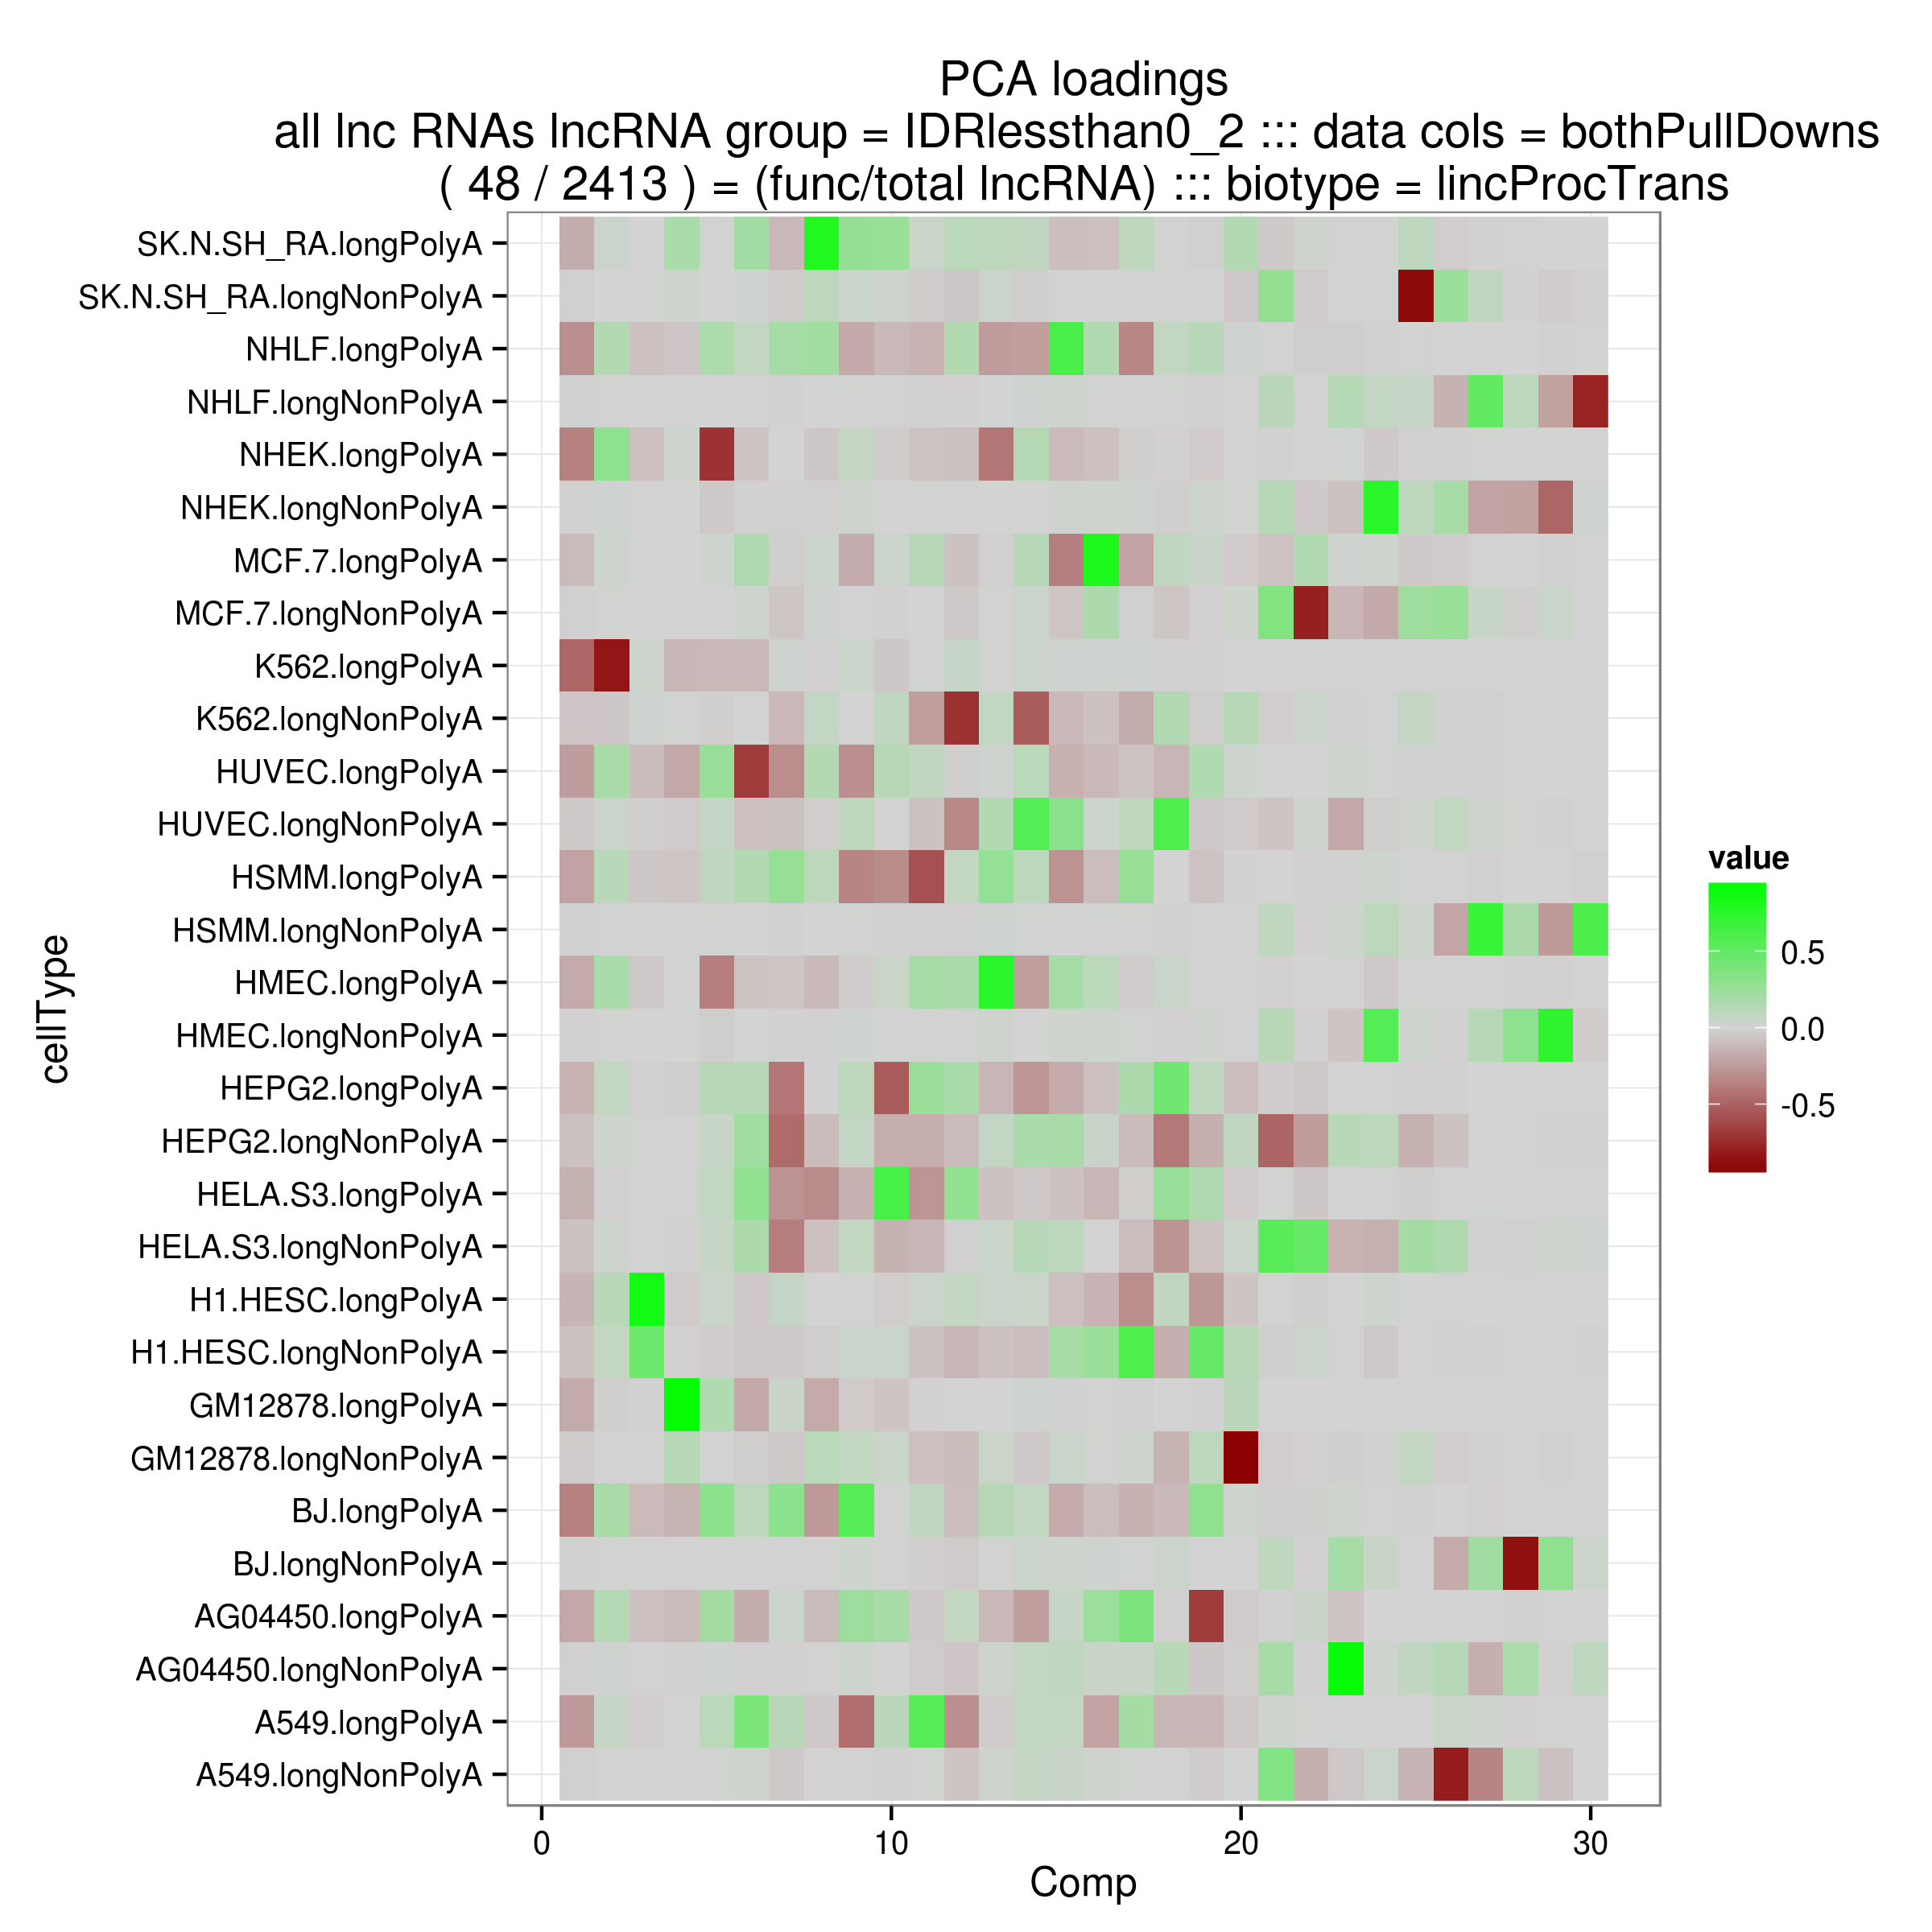 PCA loadings
all lnc RNAs lncRNA group = IDRlessthan0_2 ::: data cols = bothPullDowns
( 48 / 2413 ) = (func/total lncRNA) ::: biotype = lincProcTrans
SK.N.SH_RA.longPolyA
SK.N.SH_RA.longNonPolyA
NHLF.longPolyA
NHLF.longNonPolyA
NHEK.longPolyA
NHEK.longNonPolyA
MCF.7.longPolyA
MCF.7.longNonPolyA
K562.longPolyA
K562.longNonPolyA
HUVEC.longPolyA
HUVEC.longNonPolyA
HSMM.longPolyA
HSMM.longNonPolyA
HMEC.longPolyA
HMEC.longNonPolyA
HEPG2.longPolyA
HEPG2.longNonPolyA
HELA.S3.longPolyA
HELA.S3.longNonPolyA
H1.HESC.longPolyA
H1.HESC.longNonPolyA
GM12878.longPolyA
GM12878.longNonPolyA
BJ.longPolyA
BJ.longNonPolyA
AG04450.longPolyA
AG04450.longNonPolyA
A549.longPolyA
A549.longNonPolyA
cellType
0 10 20 30
Comp
value
0.5
0.0
-0.5